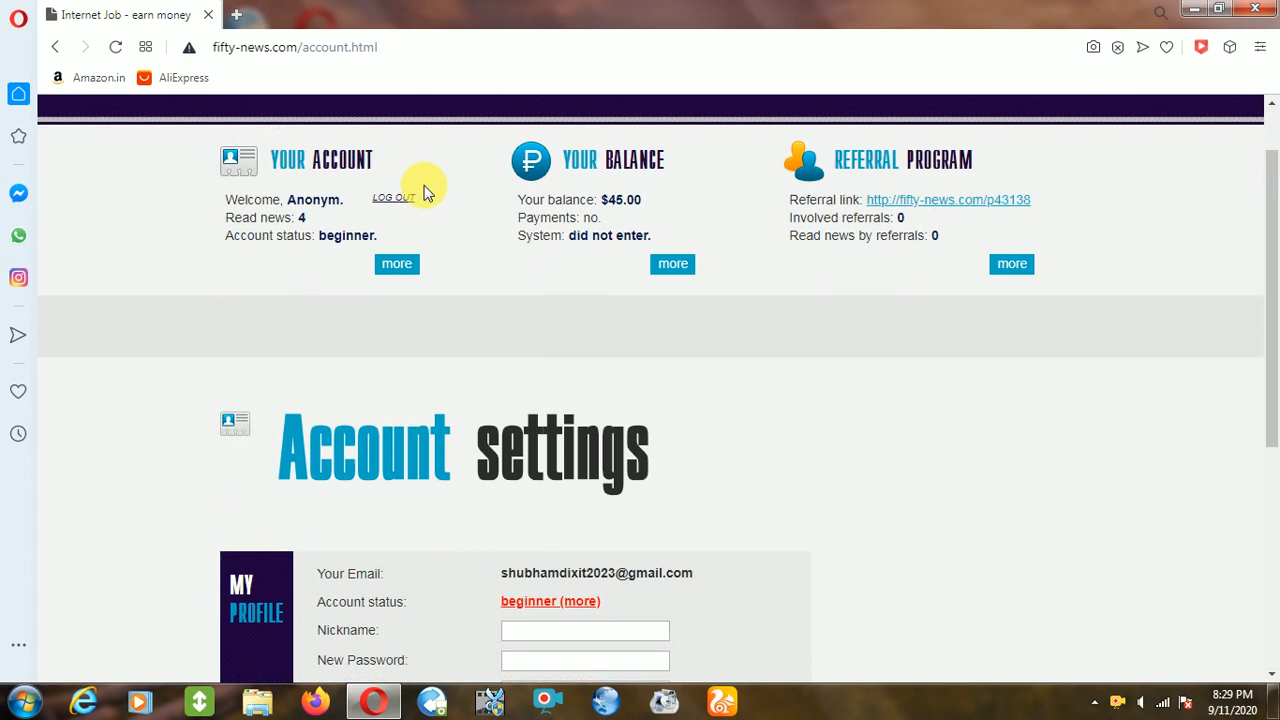 Internet Job - earn money
fifty-news.com/account.html
Amazon.in AliExpress
YOUR ACCOUNT
Welcome, Anonym. LOG OUT
Read news: 4
Account status: beginner.
more
YOUR BALANCE
Your balance: $45.00
Payments: no.
System: did not enter.
more
REFERRAL PROGRAM
Referral link: http://fifty-news.com/p43138
Involved referrals: 0
Read news by referrals: 0
more
Account settings
MY
PROFILE
Your Email: shubhamdixit2023@gmail.com
Account status: beginner (more)
Nickname:
New Password:
8:29 PM
9/11/2020